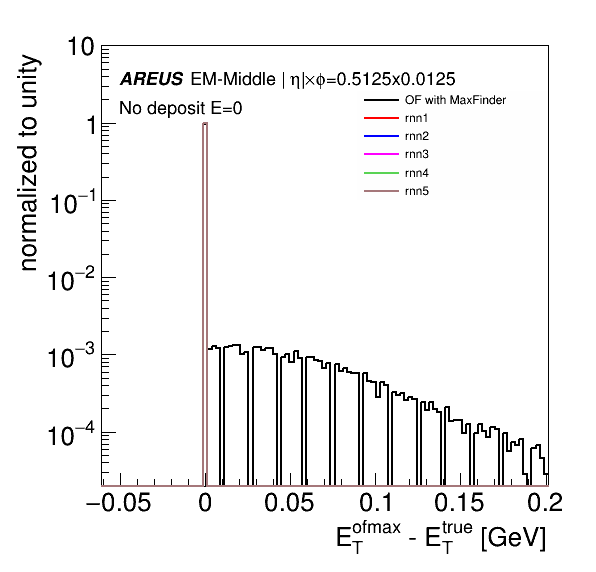 10
AREUS EM-Middle | η|×ϕ=0.5125x0.0125
No deposit E=0
OF with MaxFinder
rnn1
rnn2
rnn3
rnn4
rnn5
normalized to unity
1
10⁻¹
10⁻²
10⁻³
10⁻⁴
−0.05 0 0.05 0.1 0.15 0.2
E_T^ofmax - E_T^true [GeV]